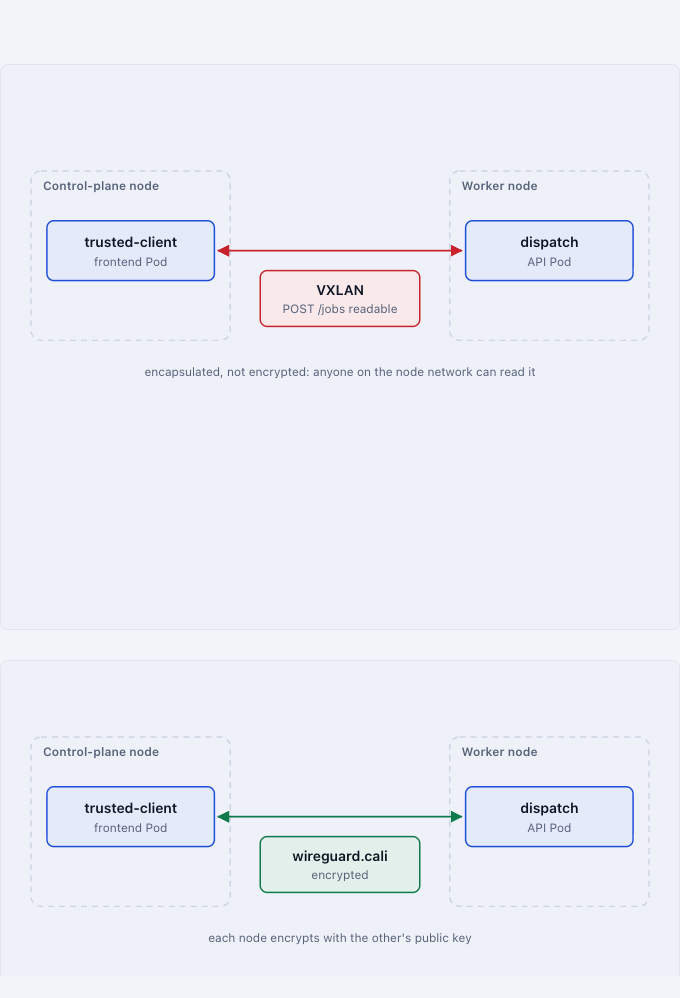 Control-plane node
Worker node
trusted-client
frontend Pod
dispatch
API Pod
VXLAN
POST /jobs readable
encapsulated, not encrypted: anyone on the node network can read it
Control-plane node
Worker node
trusted-client
frontend Pod
dispatch
API Pod
wireguard.cali
encrypted
each node encrypts with the other's public key